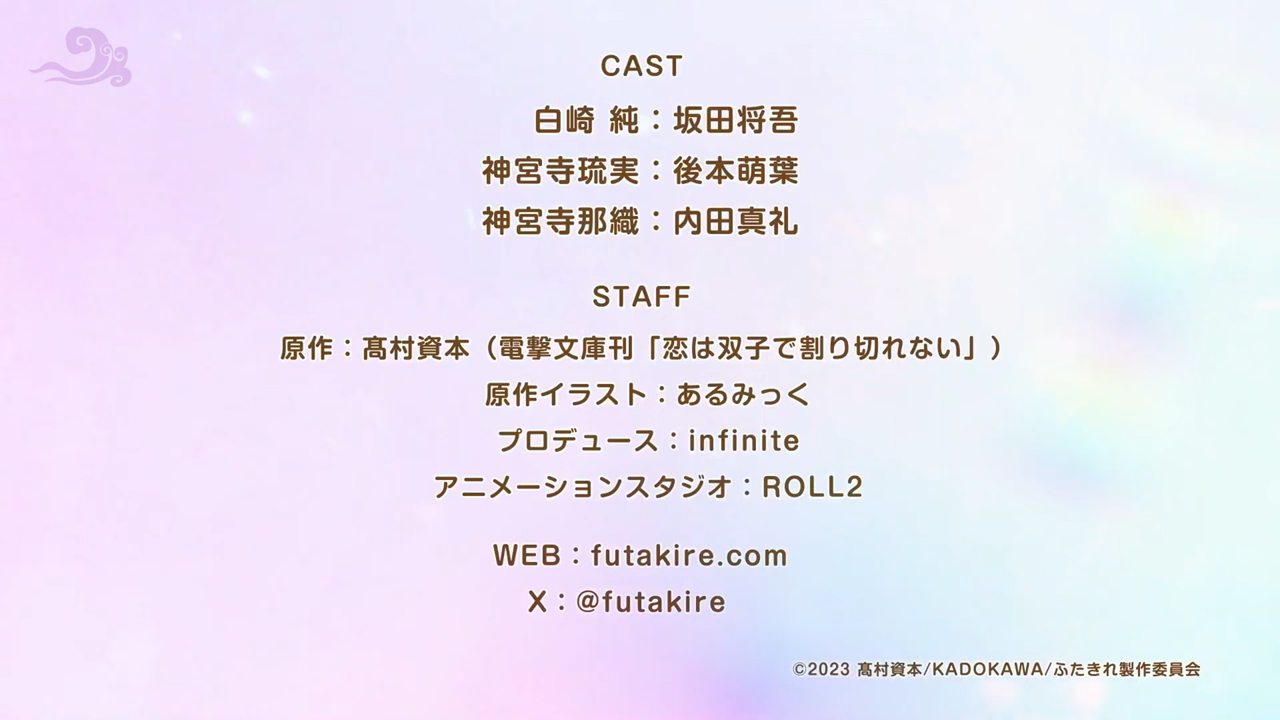 CAST
白崎 純：坂田将吾
神宮寺琉実：後本萌葉
神宮寺那織：内田真礼
STAFF
原作：髙村資本（電撃文庫刊「恋は双子で割り切れない」）
原作イラスト：あるみっく
プロデュース：infinite
アニメーションスタジオ：ROLL2
WEB：futakire.com
X：@futakire
©2023 髙村資本/KADOKAWA/ふたきれ製作委員会